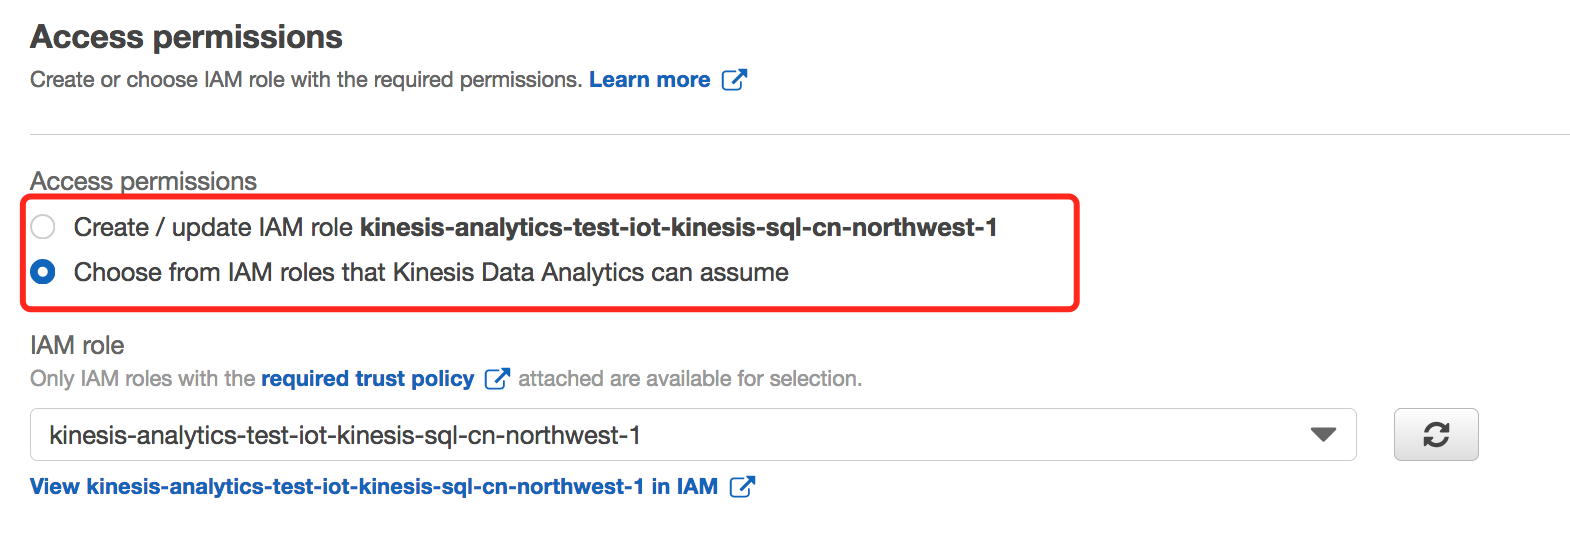 Access permissions
Create or choose IAM role with the required permissions. Learn more
Access permissions
Create / update IAM role kinesis-analytics-test-iot-kinesis-sql-cn-northwest-1
Choose from IAM roles that Kinesis Data Analytics can assume
IAM role
Only IAM roles with the required trust policy attached are available for selection.
kinesis-analytics-test-iot-kinesis-sql-cn-northwest-1
View kinesis-analytics-test-iot-kinesis-sql-cn-northwest-1 in IAM